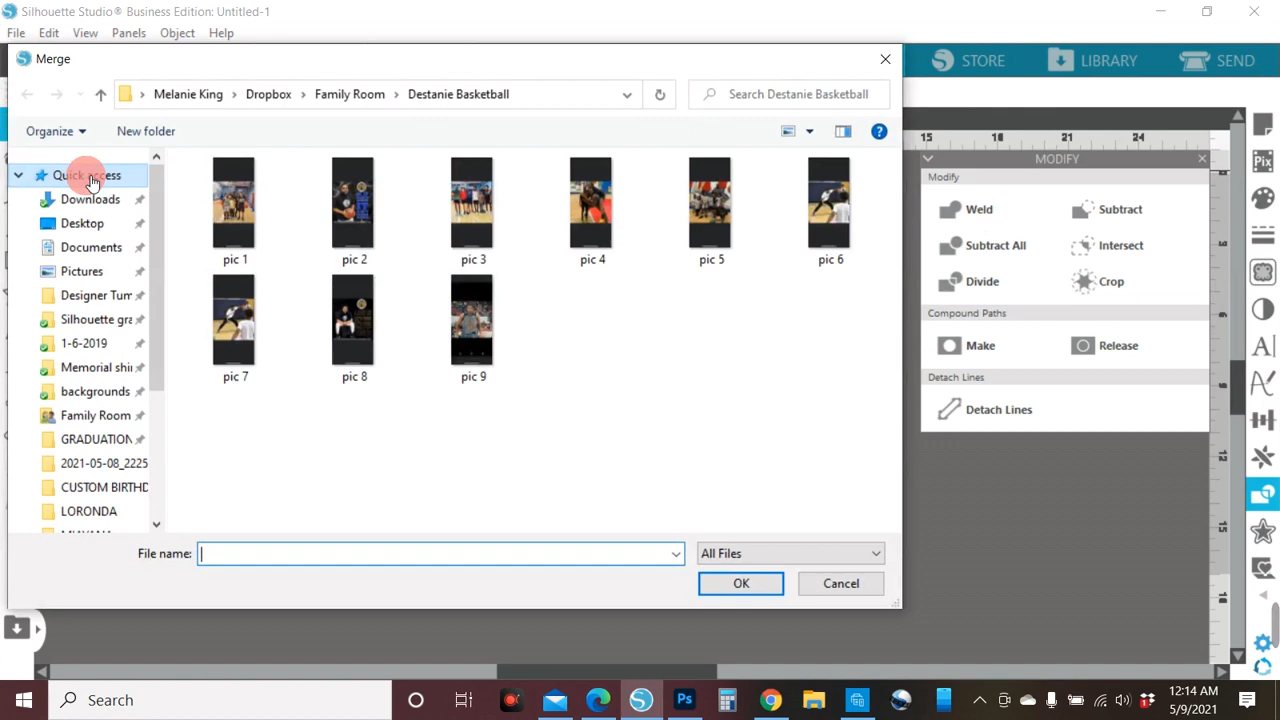 Silhouette Studio® Business Edition: Untitled-1
File Edit View Panels Object Help
Merge
STORE
LIBRARY
SEND
Melanie King › Dropbox › Family Room › Destanie Basketball
Search Destanie Basketball
Organize
New folder
Quick access
Downloads
Desktop
Documents
Pictures
Designer Tum
Silhouette gra
1-6-2019
Memorial shi
backgrounds
Family Room
GRADUATION
2021-05-08_2225
CUSTOM BIRTHD
LORONDA
pic 1
pic 2
pic 3
pic 4
pic 5
pic 6
pic 7
pic 8
pic 9
File name:
All Files
OK
Cancel
15 18 21 24
MODIFY
Modify
Weld
Subtract
Subtract All
Intersect
Divide
Crop
Compound Paths
Make
Release
Detach Lines
Detach Lines
Pix
Search
Ps
12:14 AM
5/9/2021